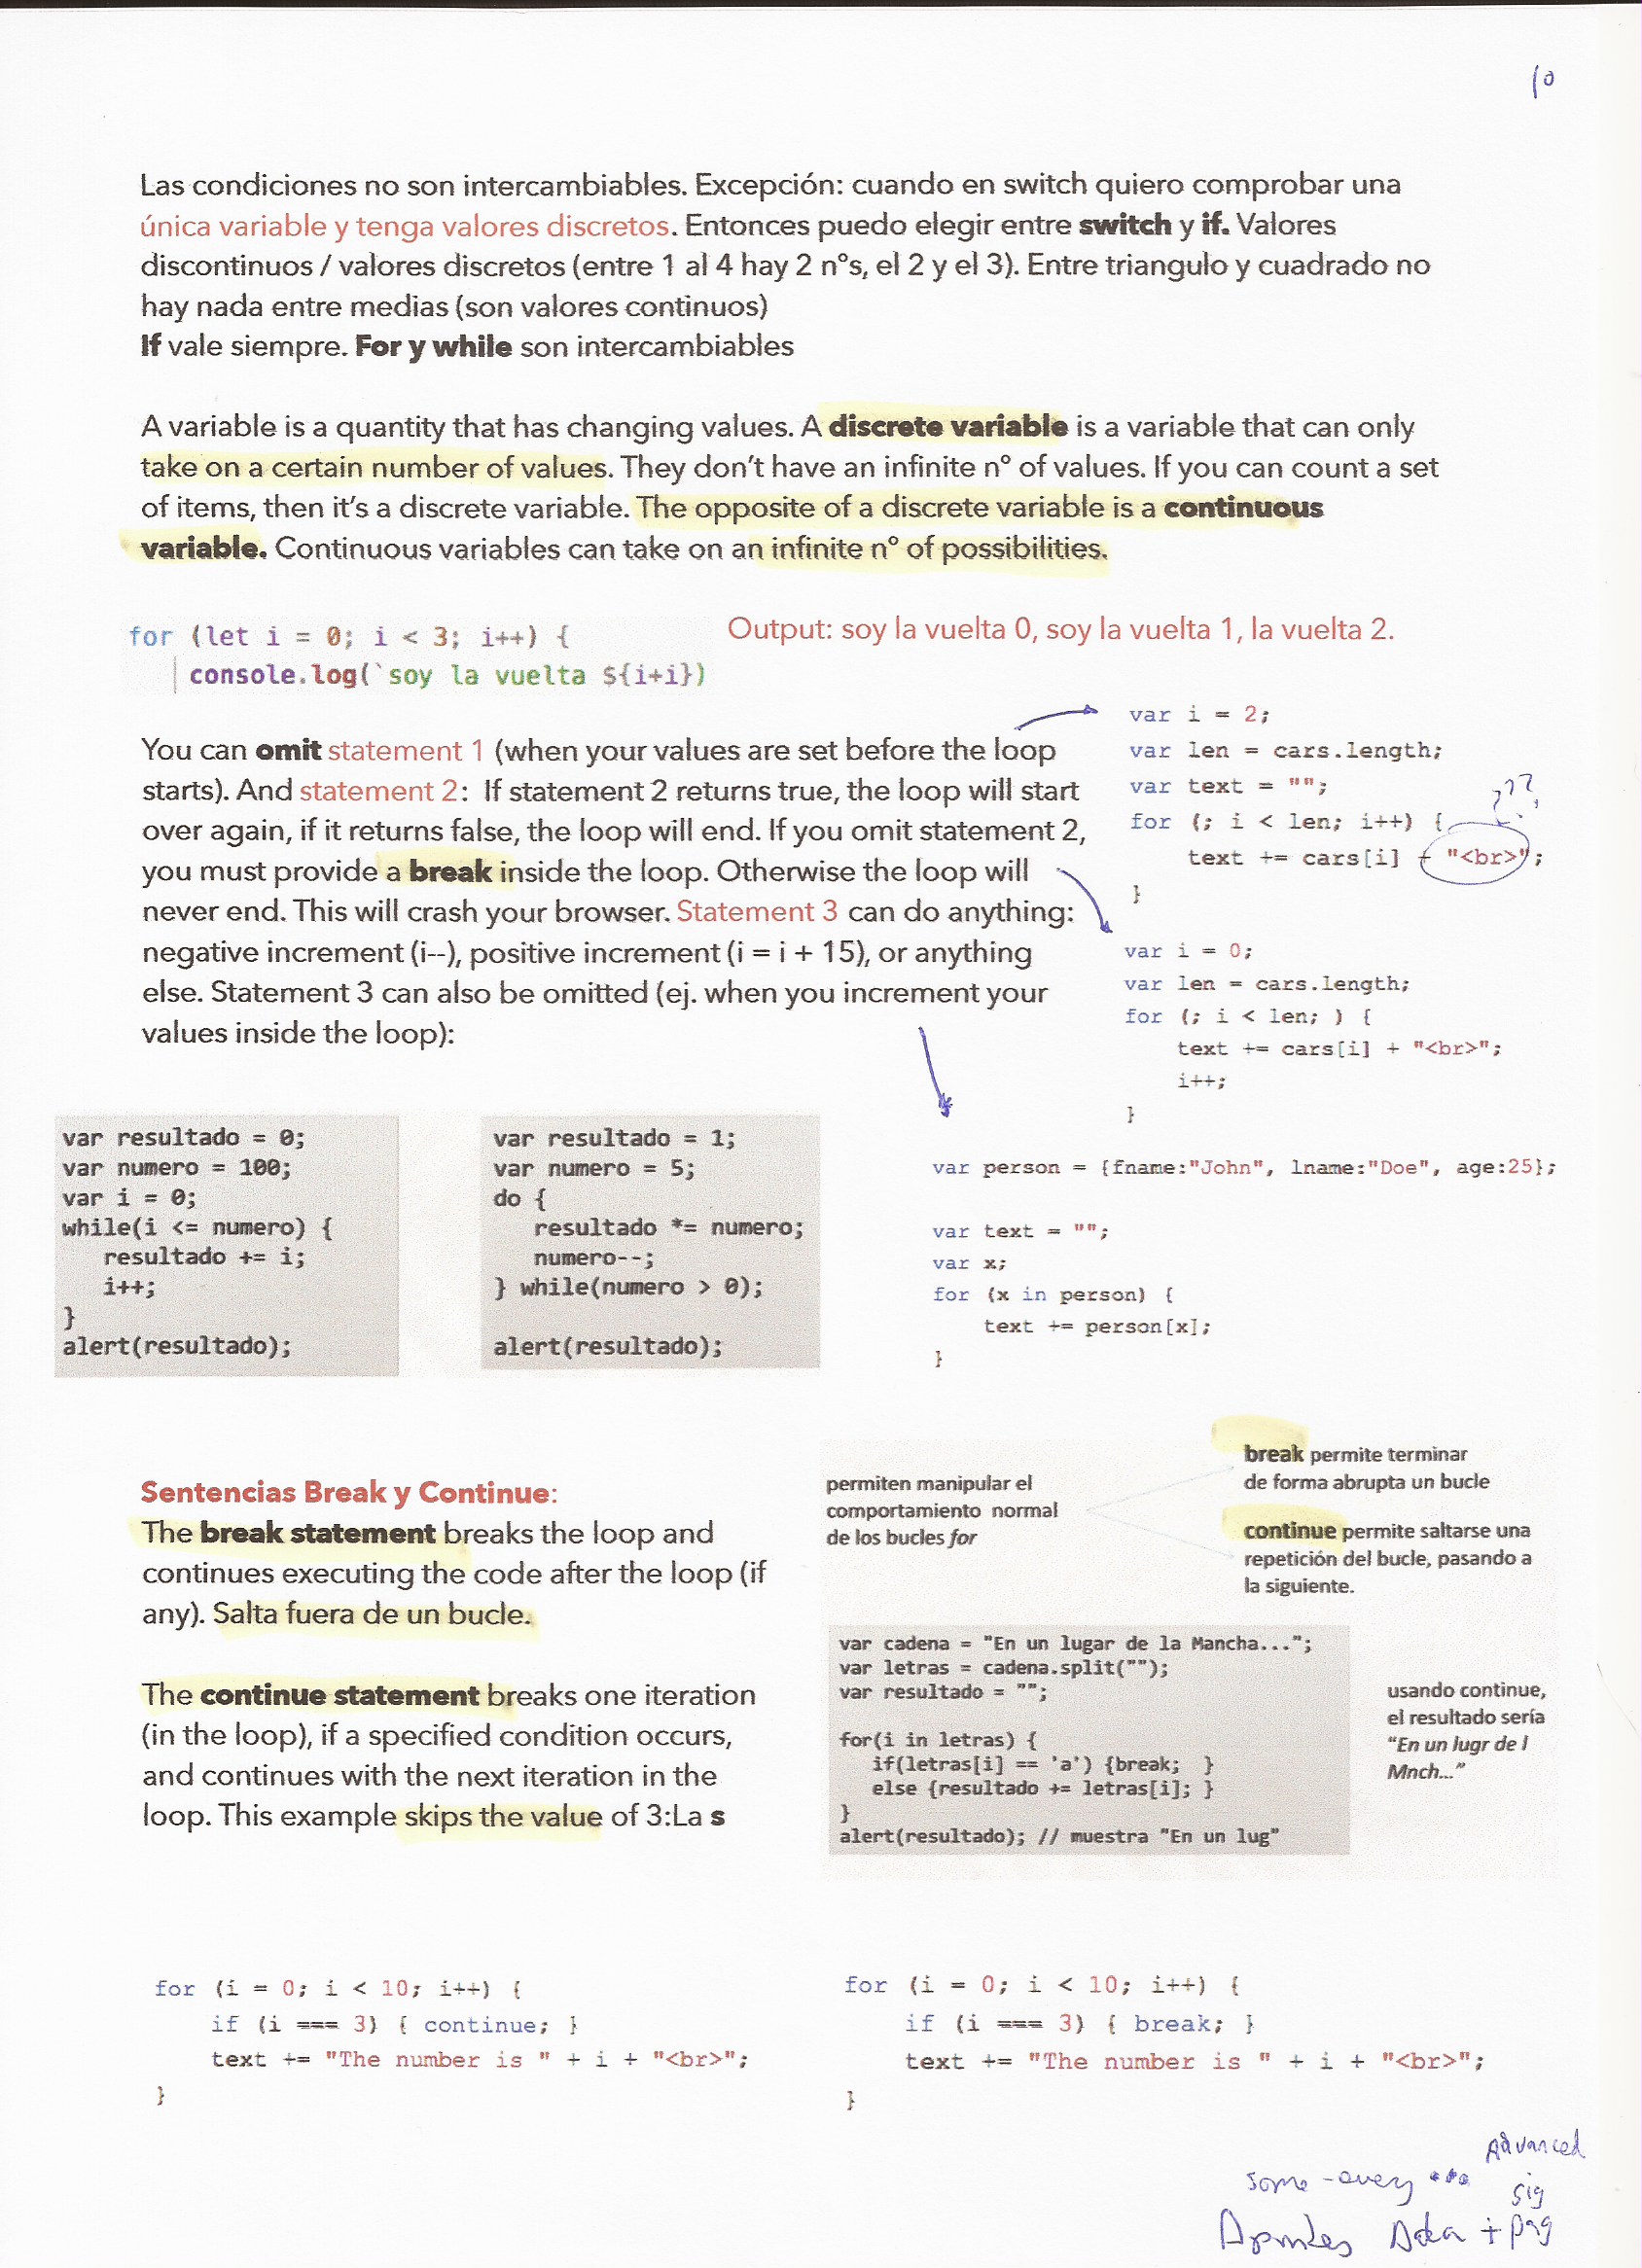 10
Las condiciones no son intercambiables. Excepción: cuando en switch quiero comprobar una
única variable y tenga valores discretos. Entonces puedo elegir entre switch y if. Valores
discontinuos / valores discretos (entre 1 al 4 hay 2 nºs, el 2 y el 3). Entre triangulo y cuadrado no
hay nada entre medias (son valores continuos)
If vale siempre. For y while son intercambiables
A variable is a quantity that has changing values. A discrete variable is a variable that can only
take on a certain number of values. They don't have an infinite nº of values. If you can count a set
of items, then it's a discrete variable. The opposite of a discrete variable is a continuous
variable. Continuous variables can take on an infinite nº of possibilities.
for (let i = 0; i < 3; i++) {
console.log(`soy la vuelta ${i+i})
Output: soy la vuelta 0, soy la vuelta 1, la vuelta 2.
You can omit statement 1 (when your values are set before the loop
starts). And statement 2: If statement 2 returns true, the loop will start
over again, if it returns false, the loop will end. If you omit statement 2,
you must provide a break inside the loop. Otherwise the loop will
never end. This will crash your browser. Statement 3 can do anything:
negative increment (i--), positive increment (i = i + 15), or anything
else. Statement 3 can also be omitted (ej. when you increment your
values inside the loop):
var i = 2;
var len = cars.length;
var text = "";
???
for (; i < len; i++) {
text += cars[i] + "<br>";
}
var i = 0;
var len = cars.length;
for (; i < len; ) {
text += cars[i] + "<br>";
i++;
}
var resultado = 0;
var numero = 100;
var i = 0;
while(i <= numero) {
resultado += i;
i++;
}
alert(resultado);
var resultado = 1;
var numero = 5;
do {
resultado *= numero;
numero--;
} while(numero > 0);
alert(resultado);
var person = {fname:"John", lname:"Doe", age:25};
var text = "";
var x;
for (x in person) {
text += person[x];
}
Sentencias Break y Continue:
The break statement breaks the loop and
continues executing the code after the loop (if
any). Salta fuera de un bucle.
The continue statement breaks one iteration
(in the loop), if a specified condition occurs,
and continues with the next iteration in the
loop. This example skips the value of 3:La s
permiten manipular el
comportamiento normal
de los bucles for
break permite terminar
de forma abrupta un bucle
continue permite saltarse una
repetición del bucle, pasando a
la siguiente.
var cadena = "En un lugar de la Mancha...";
var letras = cadena.split("");
var resultado = "";
for(i in letras) {
if(letras[i] == 'a') {break; }
else {resultado += letras[i]; }
}
alert(resultado); // muestra "En un lug"
usando continue,
el resultado sería
"En un lugr de l
Mnch..."
for (i = 0; i < 10; i++) {
if (i === 3) { continue; }
text += "The number is " + i + "<br>";
}
for (i = 0; i < 10; i++) {
if (i === 3) { break; }
text += "The number is " + i + "<br>";
}
Advanced
some - every ...
sig
Apuntes Ada + pag